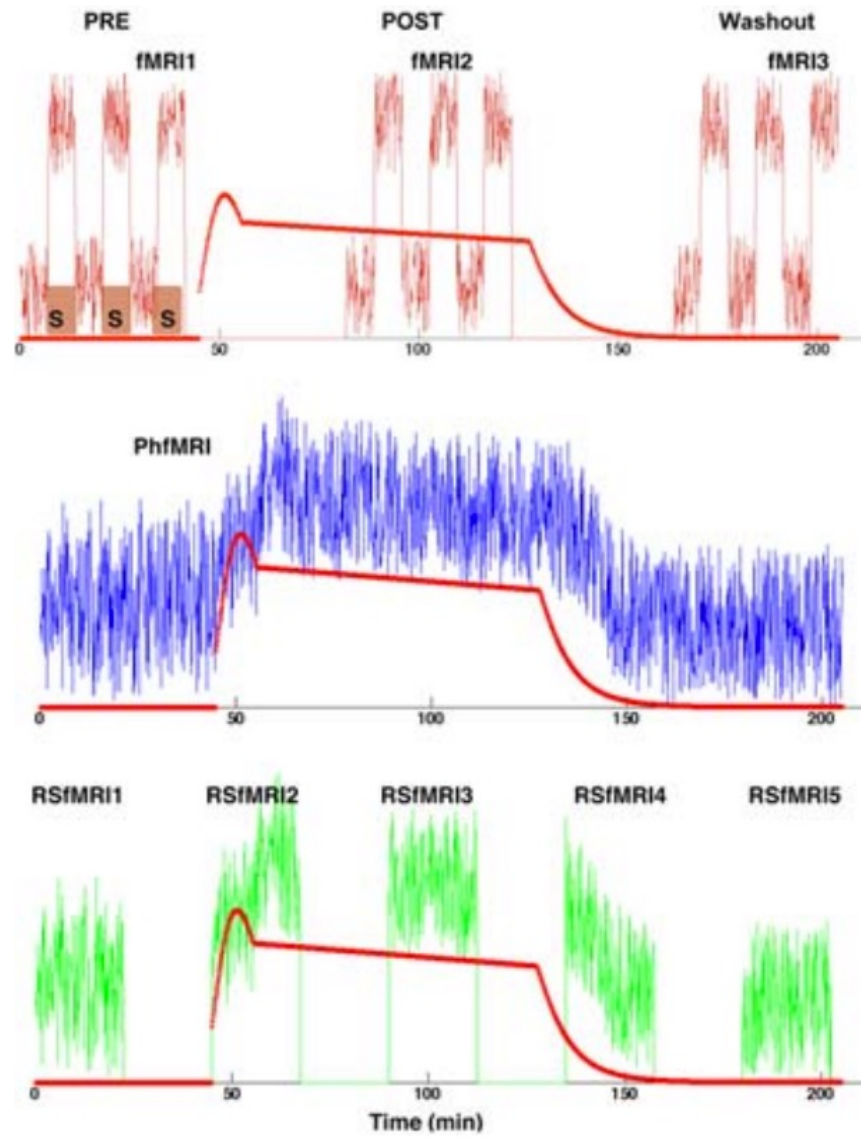 PRE POST Washout
fMRI1 fMRI2 fMRI3
S S S
0 50 100 150 200
PhfMRI
0 50 100 150 200
RSfMRI1 RSfMRI2 RSfMRI3 RSfMRI4 RSfMRI5
0 50 100 150 200
Time (min)